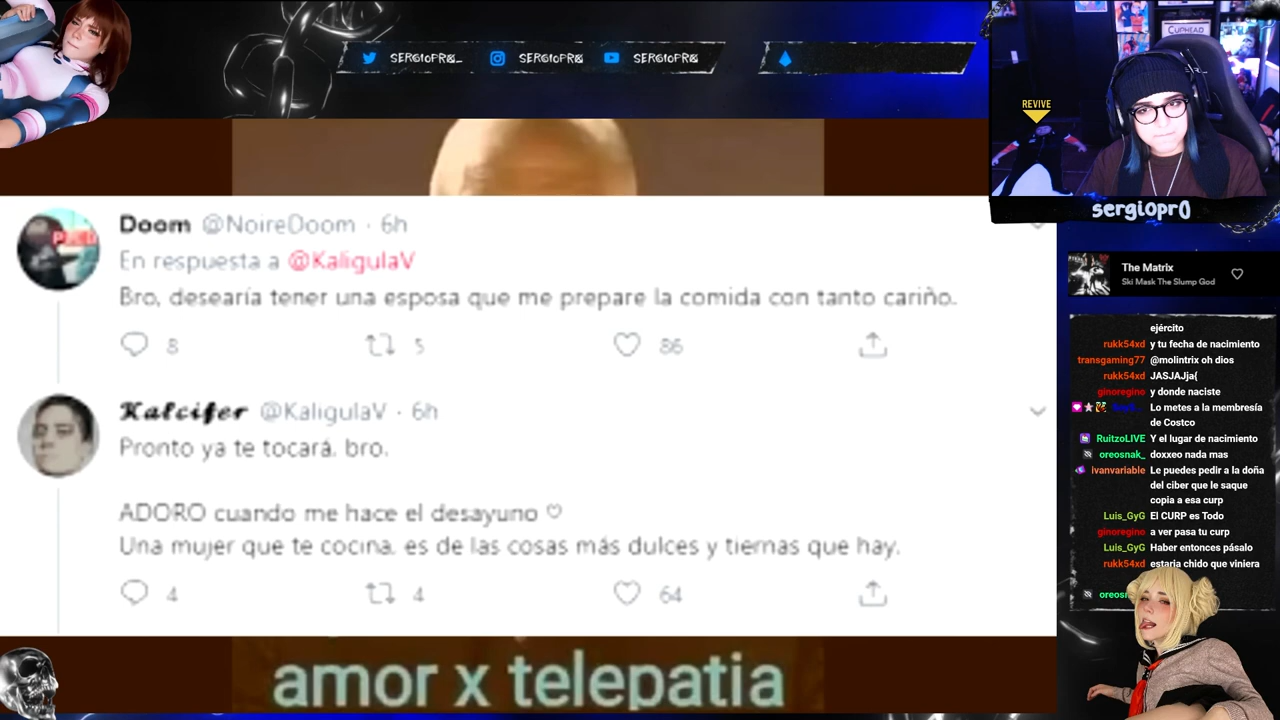 SERGIOPR0_
SERGIOPR0
SERGIOPR0
CUPHEAD
REVIVE
sergiopr0
Doom @NoireDoom · 6h
En respuesta a @KaligulaV
Bro, desearía tener una esposa que me prepare la comida con tanto cariño.
8 5 86
Kalcifer @KaligulaV · 6h
Pronto ya te tocará, bro.
ADORO cuando me hace el desayuno ♡
Una mujer que te cocina, es de las cosas más dulces y tiernas que hay.
4 4 64
amor x telepatia
The Matrix
Ski Mask The Slump God
ejército
rukk54xd y tu fecha de nacimiento
transgaming77 @molintrix oh dios
rukk54xd JASJAJja{
ginoregino y donde naciste
Lo metes a la membresía
de Costco
RuitzoLIVE Y el lugar de nacimiento
oreosnak_ doxxeo nada mas
ivanvariable Le puedes pedir a la doña
del ciber que le saque
copia a esa curp
Luis_GyG El CURP es Todo
ginoregino a ver pasa tu curp
Luis_GyG Haber entonces pásalo
rukk54xd estaria chido que viniera